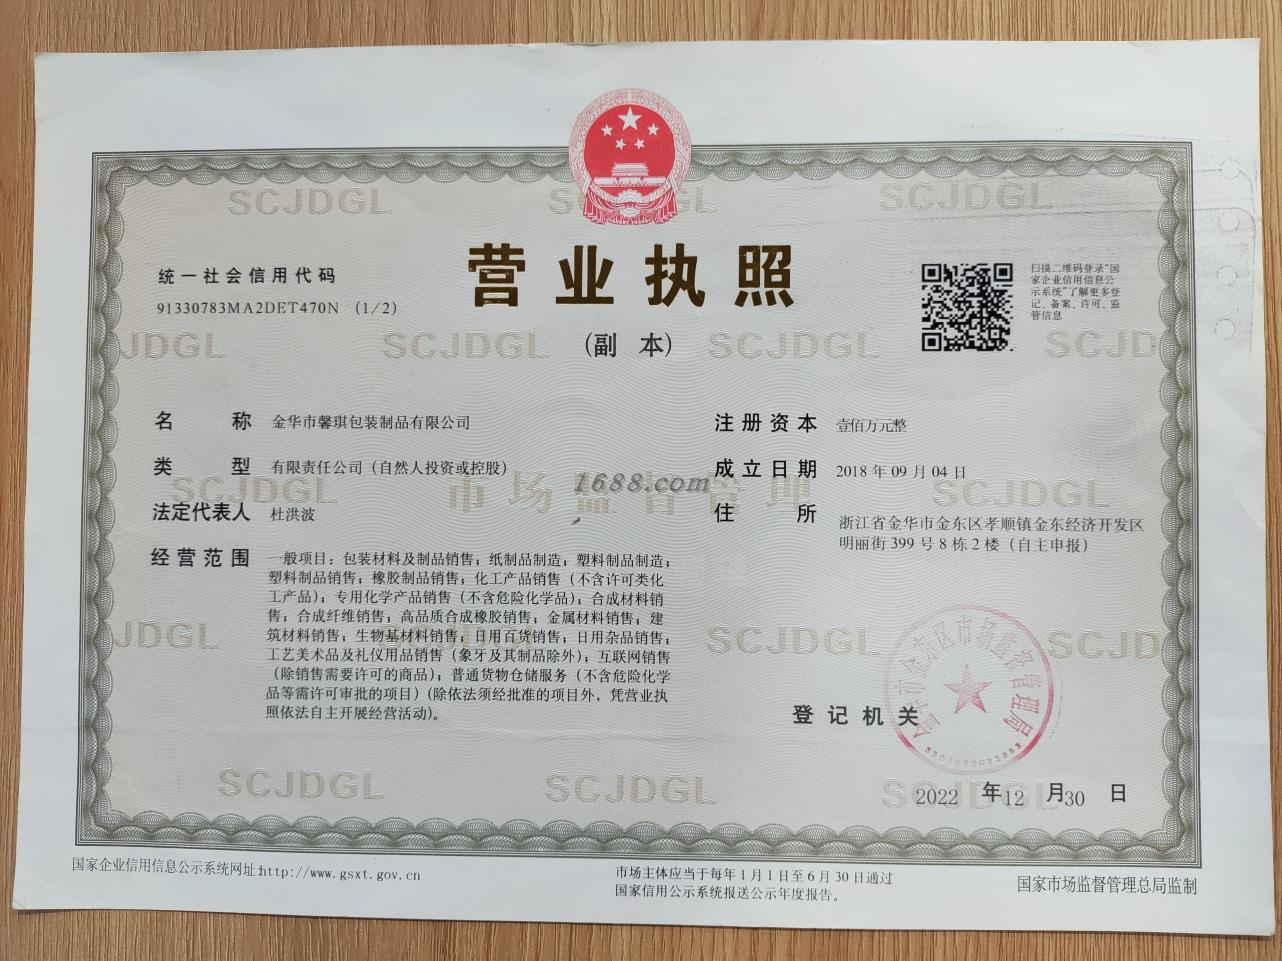 营业执照
(副 本)
统一社会信用代码
91330783MA2DET470N (1/2)
扫描二维码登录"国
家企业信用信息公
示系统"了解更多登
记、备案、许可、监
管信息
名 称 金华市馨琪包装制品有限公司
类 型 有限责任公司（自然人投资或控股）
法定代表人 杜洪波
经营范围 一般项目：包装材料及制品销售；纸制品制造；塑料制品制造；
塑料制品销售；橡胶制品销售；化工产品销售（不含许可类化
工产品）；专用化学产品销售（不含危险化学品）；合成材料销
售；合成纤维销售；高品质合成橡胶销售；金属材料销售；建
筑材料销售；生物基材料销售；日用百货销售；日用杂品销售；
工艺美术品及礼仪用品销售（象牙及其制品除外）；互联网销售
（除销售需要许可的商品）；普通货物仓储服务（不含危险化学
品等需许可审批的项目）（除依法须经批准的项目外，凭营业执
照依法自主开展经营活动）。
注册资本 壹佰万元整
成立日期 2018年09月04日
住 所 浙江省金华市金东区孝顺镇金东经济开发区
明丽街399号8栋2楼（自主申报）
1688.com
市场监督管理
SCJDGL
登记机关
金华市金东区市场监督管理局
2022 年12 月30 日
国家企业信用信息公示系统网址:http://www.gsxt.gov.cn
市场主体应当于每年1月1日至6月30日通过
国家信用公示系统报送公示年度报告。
国家市场监督管理总局监制